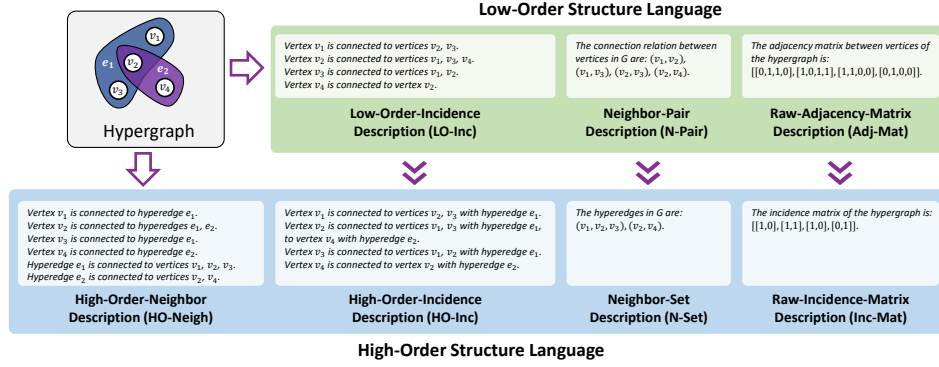 Low-Order Structure Language
e₁
v₁
v₂
e₂
v₃
v₄
Hypergraph
Vertex v₁ is connected to vertices v₂, v₃.
Vertex v₂ is connected to vertices v₁, v₃, v₄.
Vertex v₃ is connected to vertices v₁, v₂.
Vertex v₄ is connected to vertex v₂.
Low-Order-Incidence
Description (LO-Inc)
The connection relation between
vertices in G are: (v₁, v₂),
(v₁, v₃), (v₂, v₃), (v₂, v₄).
Neighbor-Pair
Description (N-Pair)
The adjacency matrix between vertices of
the hypergraph is:
[[0,1,1,0], [1,0,1,1], [1,1,0,0], [0,1,0,0]].
Raw-Adjacency-Matrix
Description (Adj-Mat)
Vertex v₁ is connected to hyperedge e₁.
Vertex v₂ is connected to hyperedges e₁, e₂.
Vertex v₃ is connected to hyperedge e₁.
Vertex v₄ is connected to hyperedge e₂.
Hyperedge e₁ is connected to vertices v₁, v₂, v₃.
Hyperedge e₂ is connected to vertices v₂, v₄.
High-Order-Neighbor
Description (HO-Neigh)
Vertex v₁ is connected to vertices v₂, v₃ with hyperedge e₁.
Vertex v₂ is connected to vertices v₁, v₃ with hyperedge e₁,
to vertex v₄ with hyperedge e₂.
Vertex v₃ is connected to vertices v₁, v₂ with hyperedge e₁.
Vertex v₄ is connected to vertex v₂ with hyperedge e₂.
High-Order-Incidence
Description (HO-Inc)
The hyperedges in G are:
(v₁, v₂, v₃), (v₂, v₄).
Neighbor-Set
Description (N-Set)
The incidence matrix of the hypergraph is:
[[1,0], [1,1], [1,0], [0,1]].
Raw-Incidence-Matrix
Description (Inc-Mat)
High-Order Structure Language